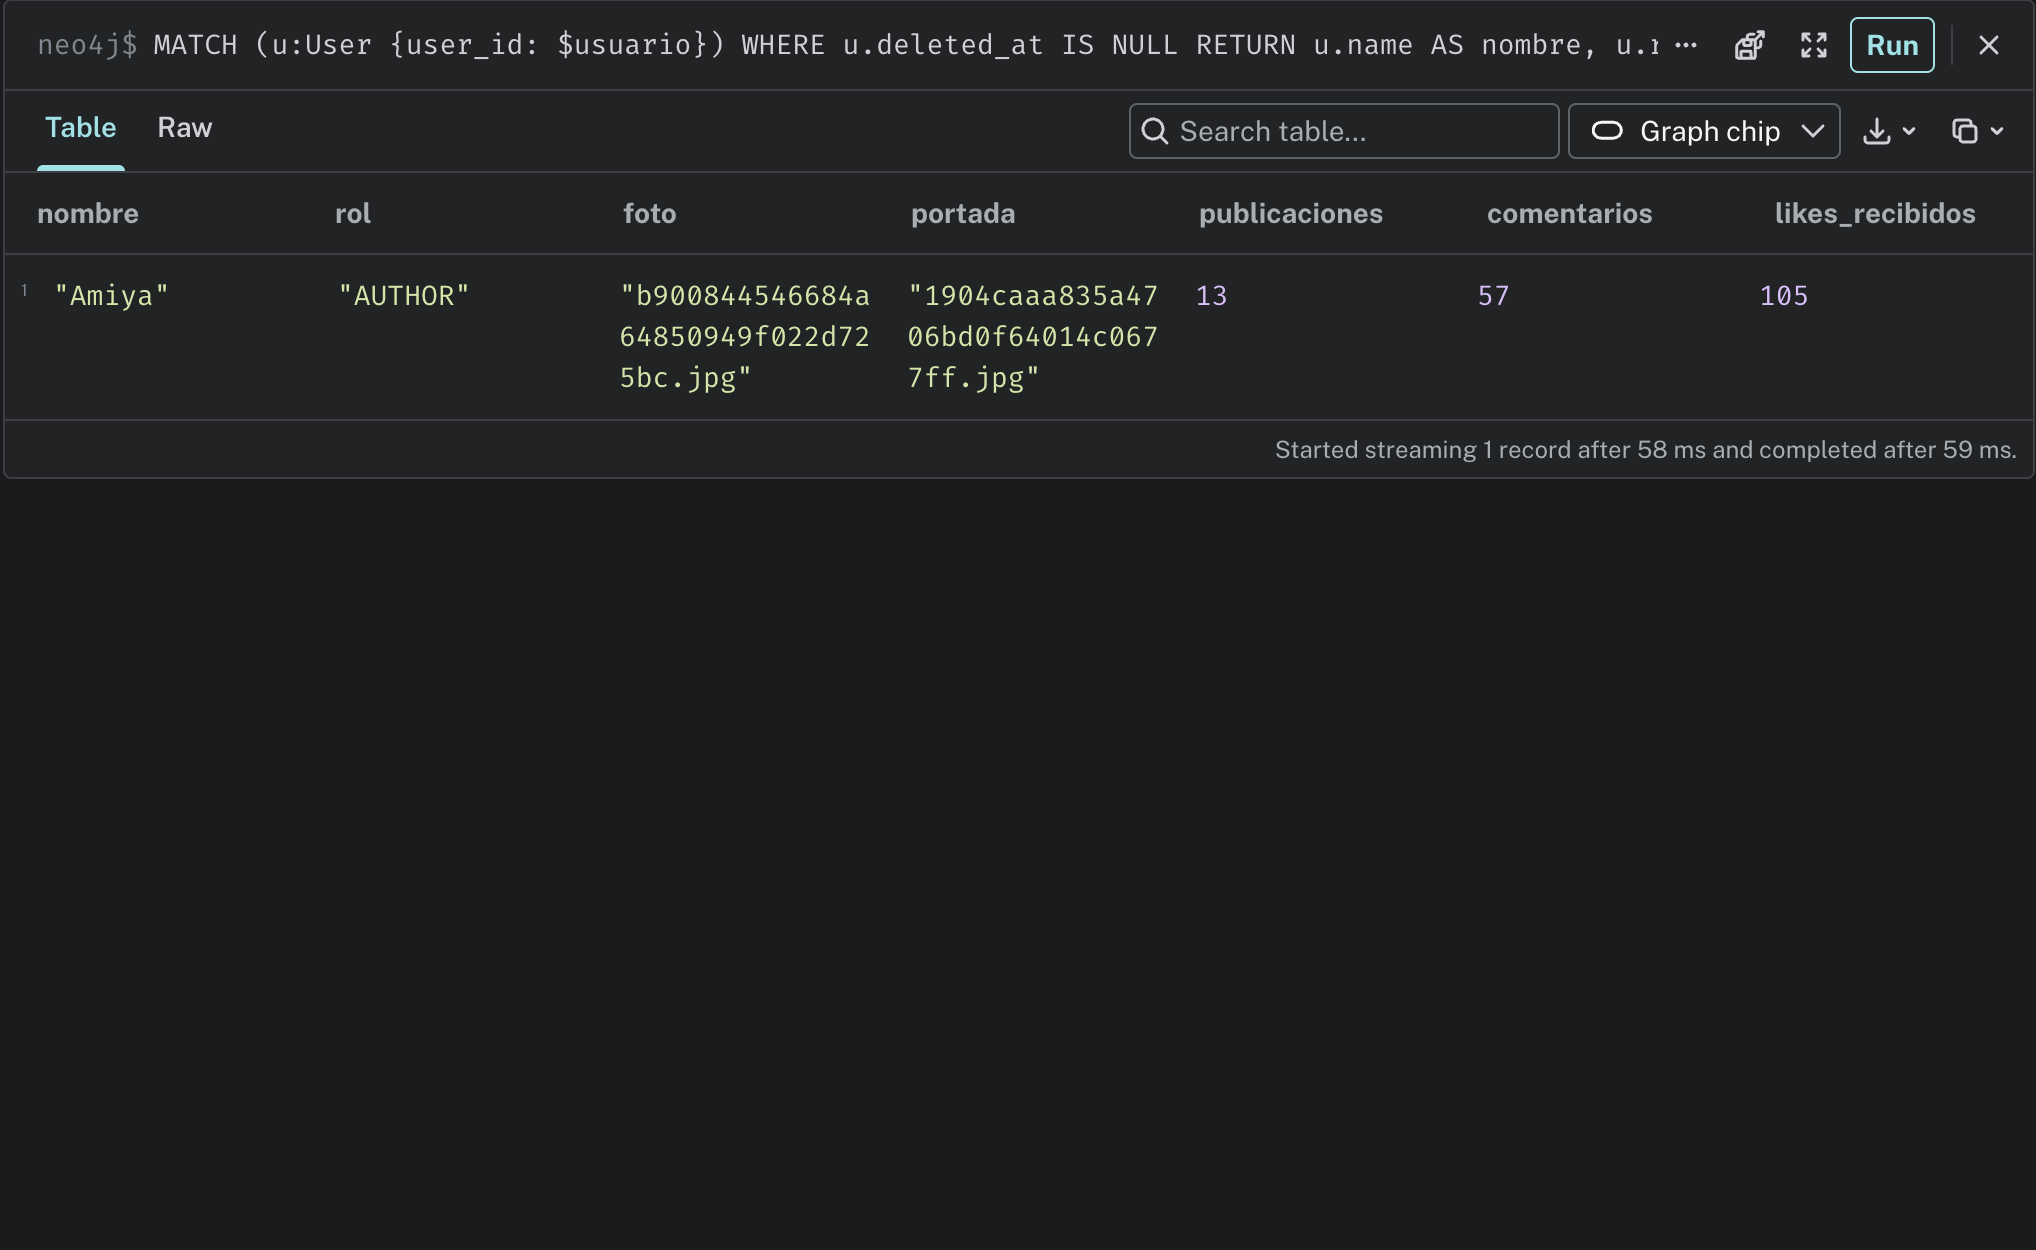 neo4j$ MATCH (u:User {user_id: $usuario}) WHERE u.deleted_at IS NULL RETURN u.name AS nombre, u.r ··· Run
Table Raw Search table... Graph chip
nombre rol foto portada publicaciones comentarios likes_recibidos
1 "Amiya" "AUTHOR" "b900844546684a "1904caaa835a47 13 57 105
64850949f022d72 06bd0f64014c067
5bc.jpg" 7ff.jpg"
Started streaming 1 record after 58 ms and completed after 59 ms.